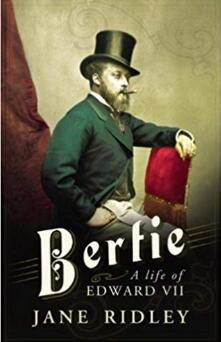 Bertie
A life of
EDWARD VII
JANE RIDLEY